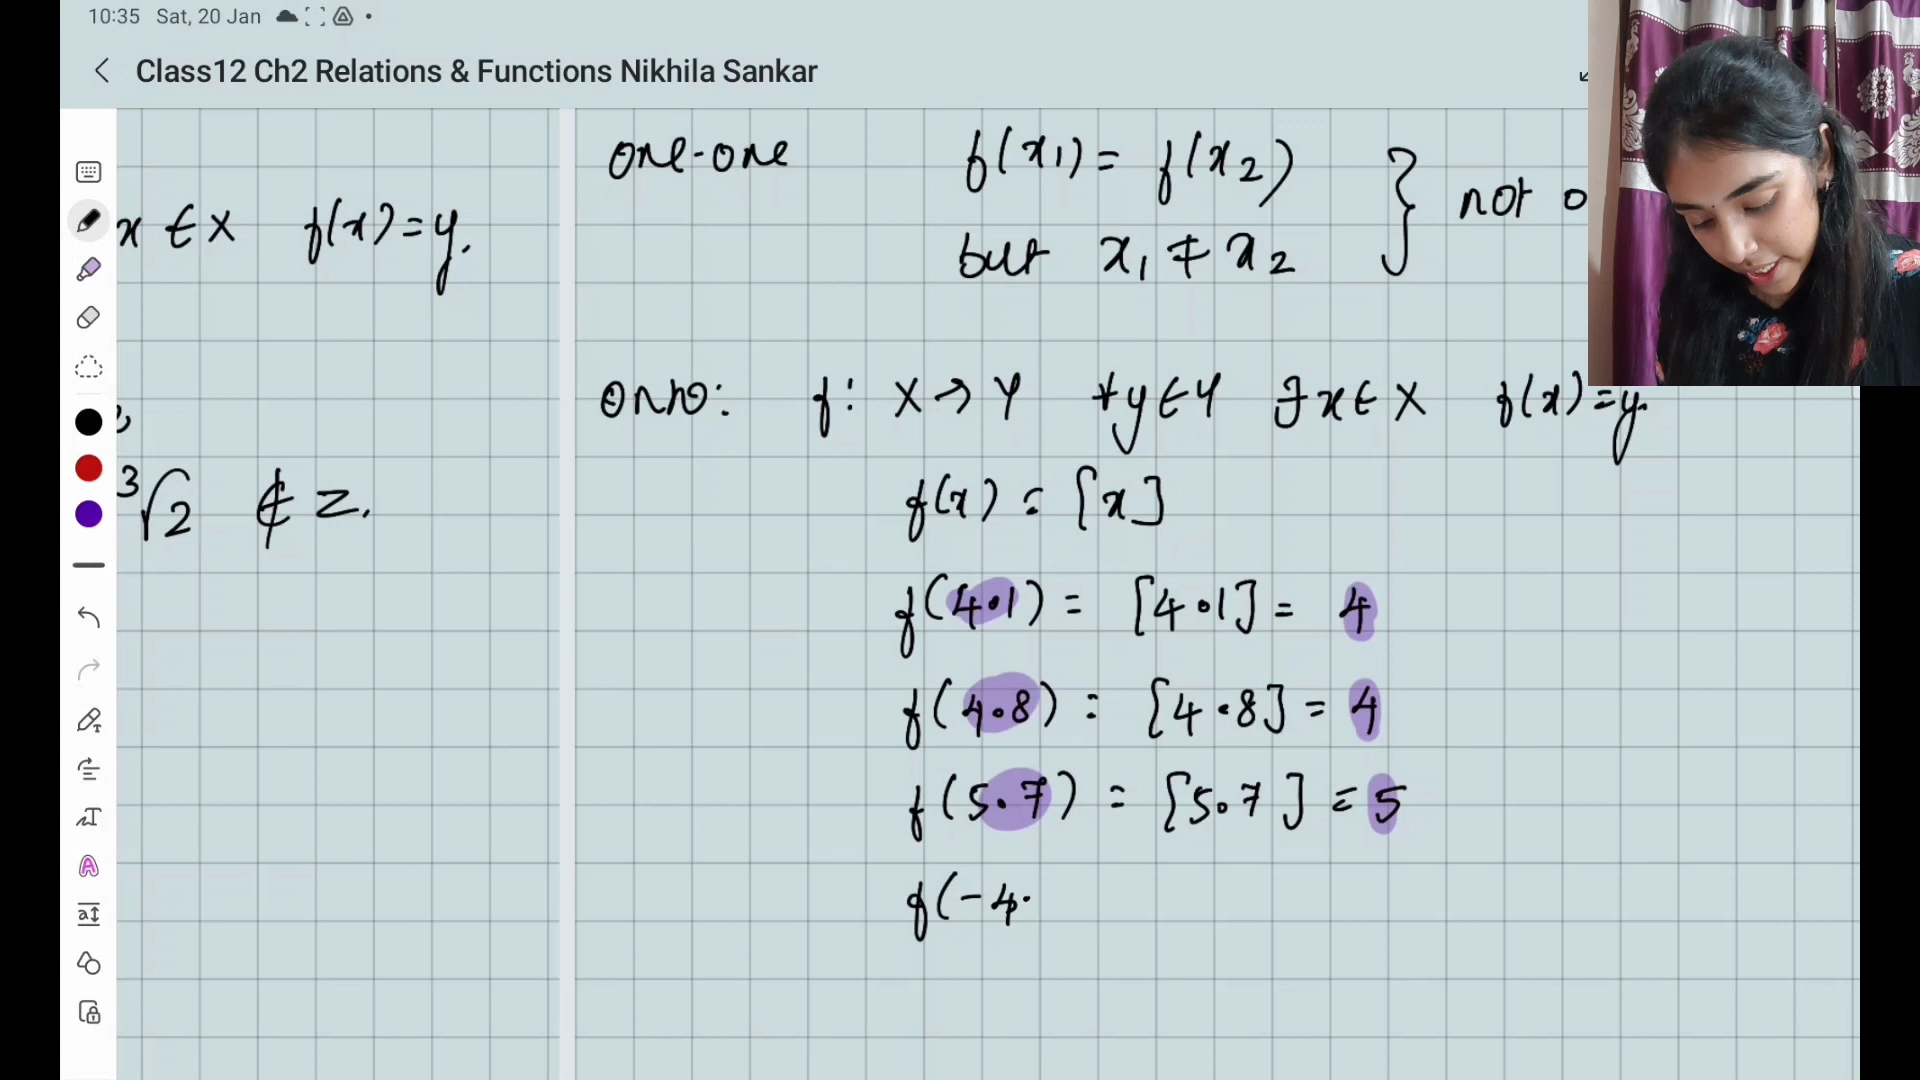 10:35 Sat, 20 Jan
Class12 Ch2 Relations & Functions Nikhila Sankar
x ∈ X f(x) = y.
³√2 ∉ Z.
one-one f(x₁) = f(x₂)
but x₁ ≠ x₂ } not
onto: f: X → Y ∀y∈Y ∃x∈X f(x)=y.
f(x) = [x]
f(4.1) = [4.1] = 4
f(4.8) = [4.8] = 4
f(5.7) = [5.7] = 5
f(-4.